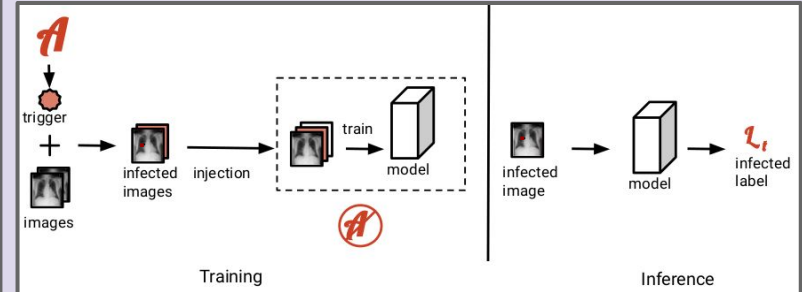 A
trigger
+
images
infected
images
injection
train
model
A
Training
infected
image
model
L₁
infected
label
Inference